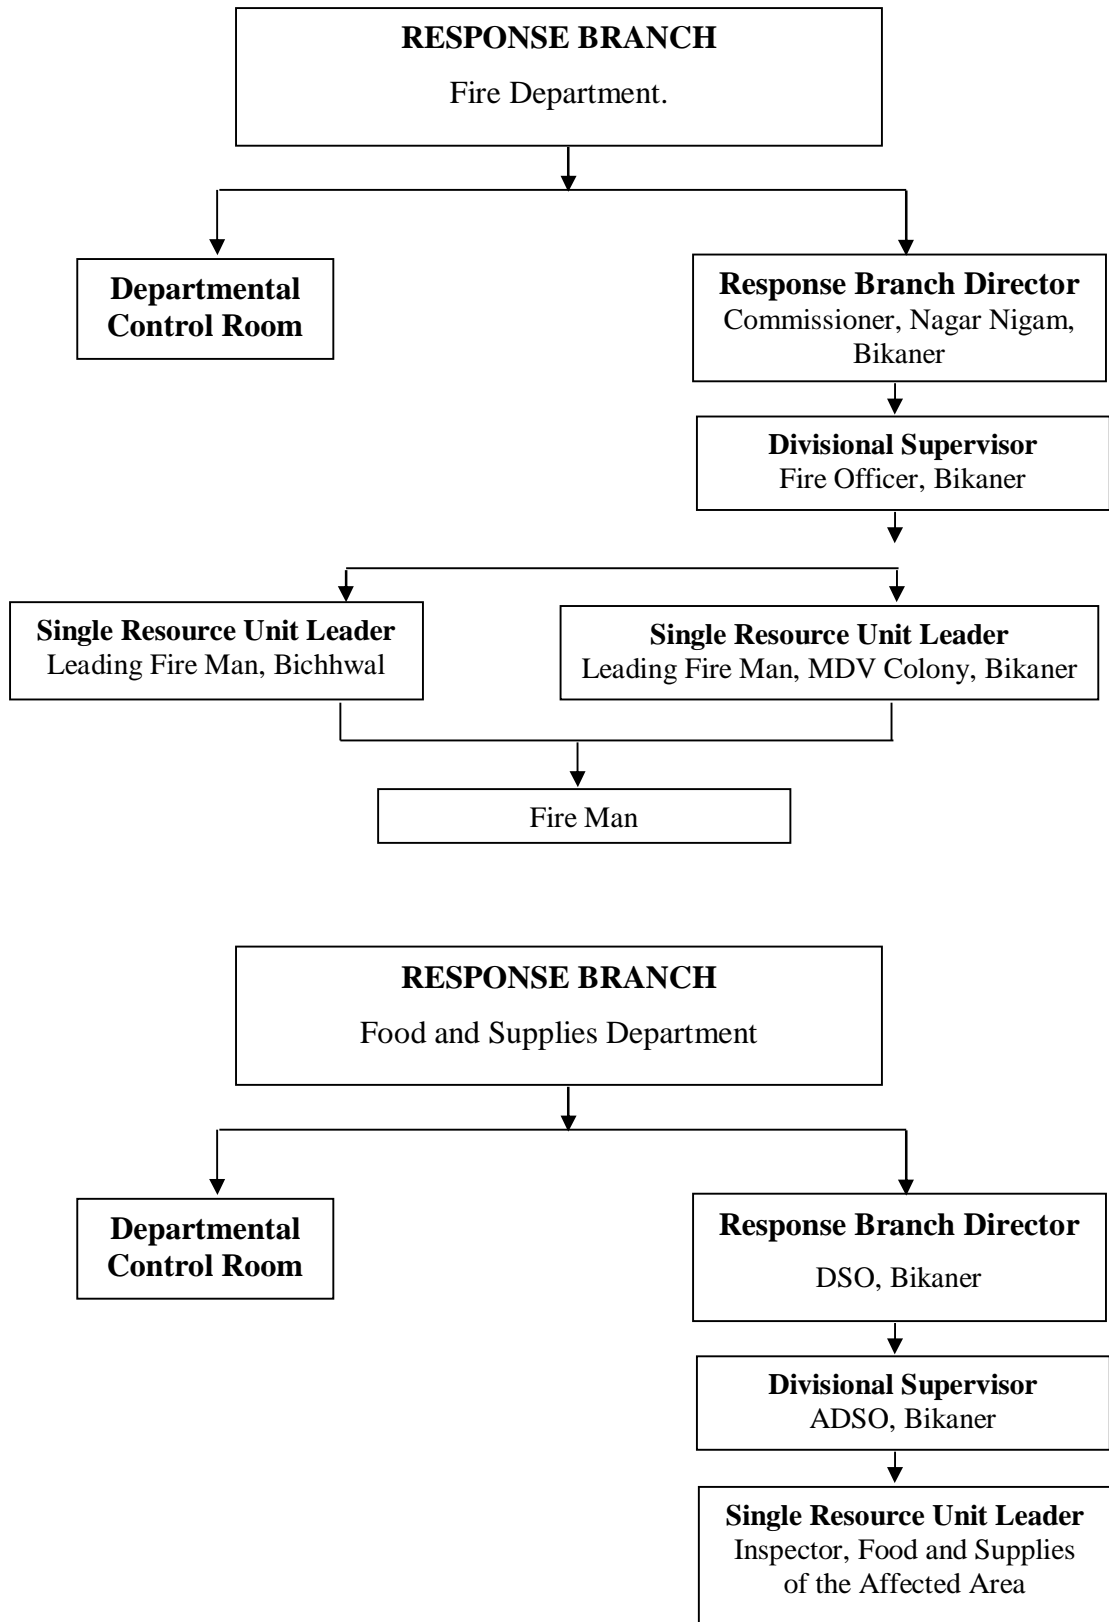 RESPONSE BRANCH
Fire Department.
Departmental
Control Room
Response Branch Director
Commissioner, Nagar Nigam,
Bikaner
Divisional Supervisor
Fire Officer, Bikaner
Single Resource Unit Leader
Leading Fire Man, Bichhwal
Single Resource Unit Leader
Leading Fire Man, MDV Colony, Bikaner
Fire Man
RESPONSE BRANCH
Food and Supplies Department
Departmental
Control Room
Response Branch Director
DSO, Bikaner
Divisional Supervisor
ADSO, Bikaner
Single Resource Unit Leader
Inspector, Food and Supplies
of the Affected Area